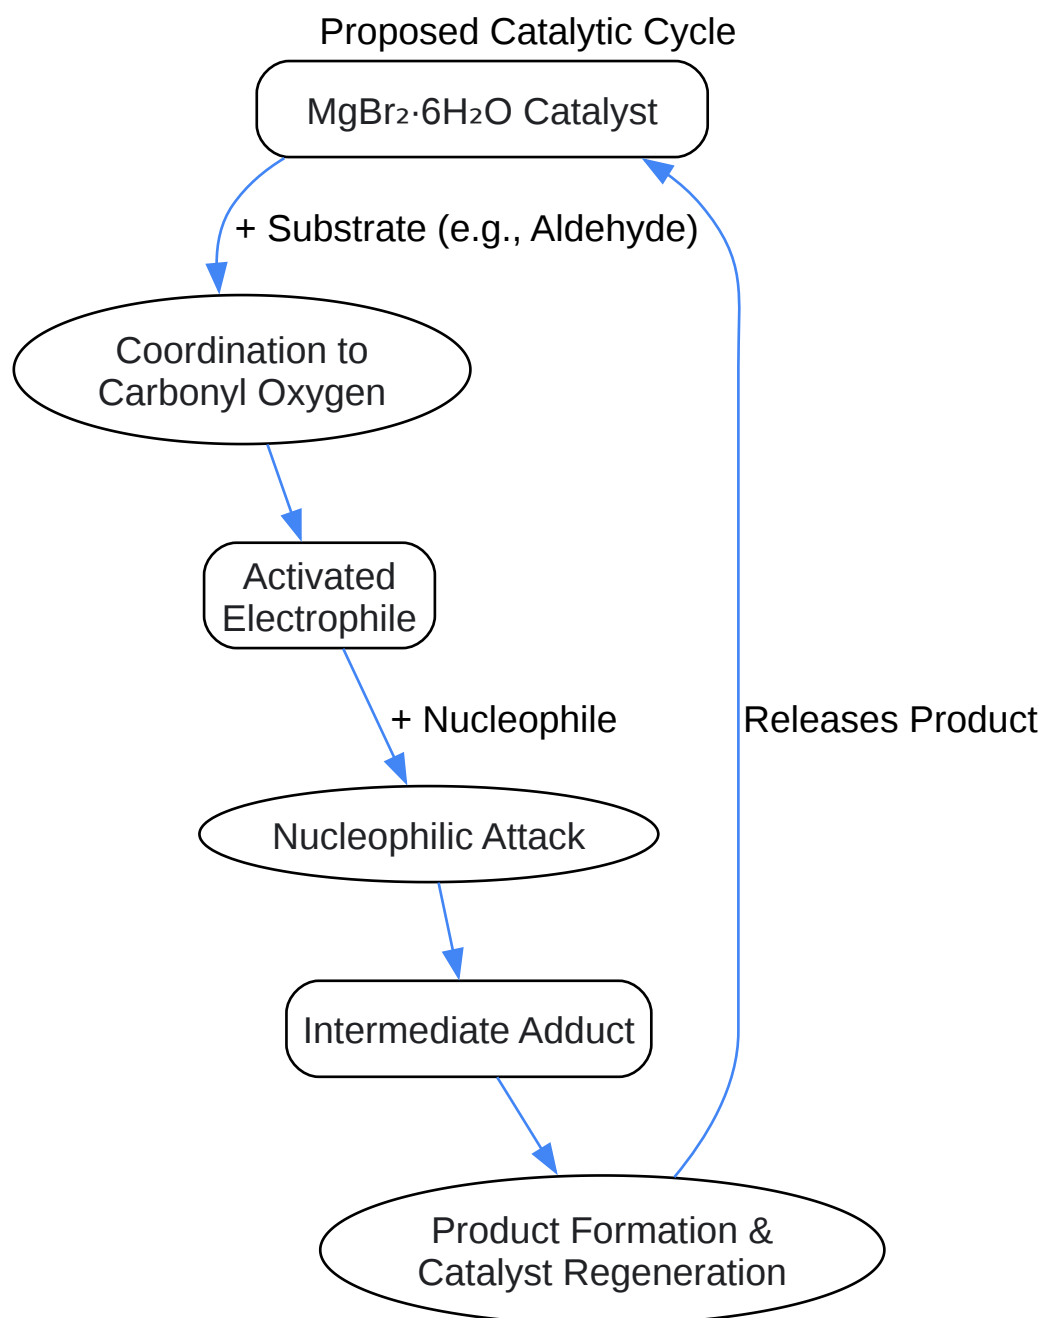 Proposed Catalytic Cycle
MgBr₂·6H₂O Catalyst
+ Substrate (e.g., Aldehyde)
Coordination to
Carbonyl Oxygen
Activated
Electrophile
+ Nucleophile
Releases Product
Nucleophilic Attack
Intermediate Adduct
Product Formation &
Catalyst Regeneration